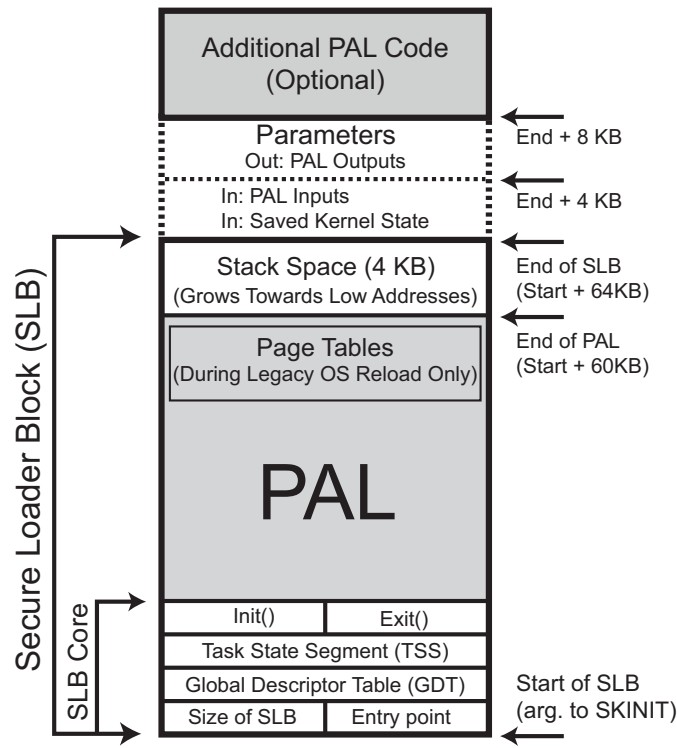 Additional PAL Code
(Optional)
Parameters
Out: PAL Outputs
End + 8 KB
In: PAL Inputs
In: Saved Kernel State
End + 4 KB
Stack Space (4 KB)
(Grows Towards Low Addresses)
End of SLB
(Start + 64KB)
Page Tables
(During Legacy OS Reload Only)
End of PAL
(Start + 60KB)
PAL
Secure Loader Block (SLB)
SLB Core
Init()
Exit()
Task State Segment (TSS)
Global Descriptor Table (GDT)
Size of SLB
Entry point
Start of SLB
(arg. to SKINIT)